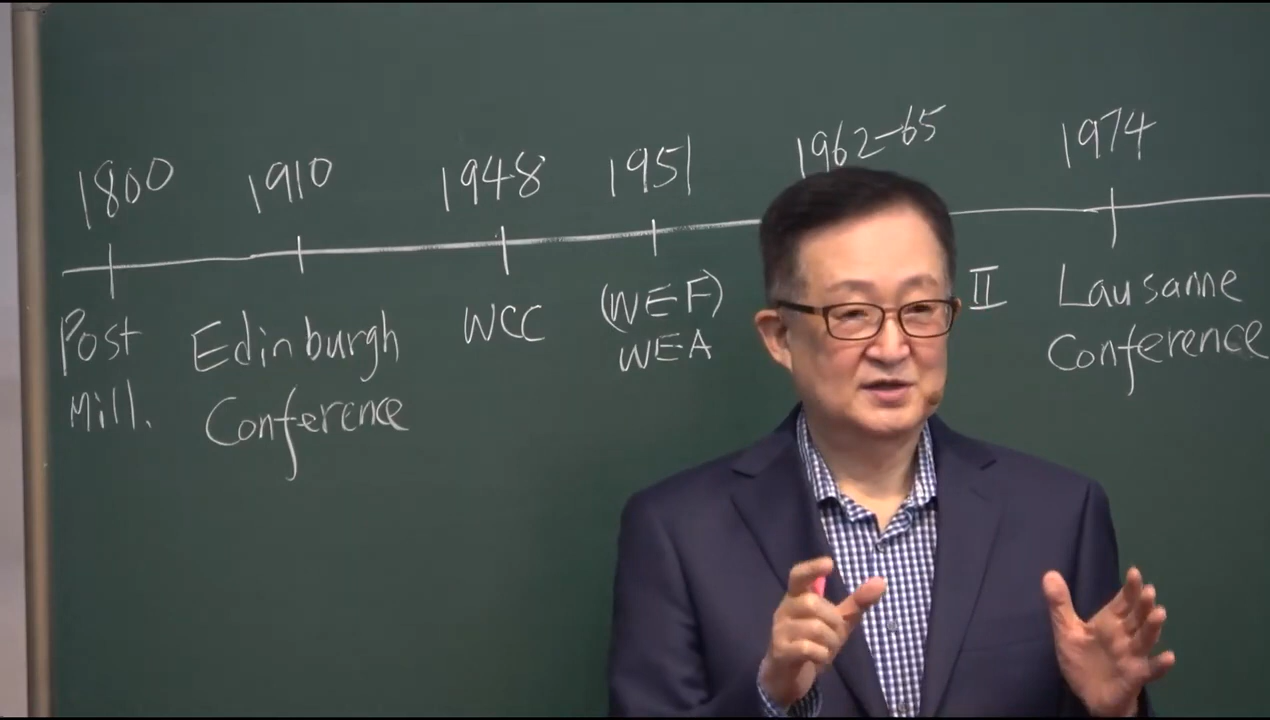 1800 1910 1948 1951 1962-65 1974
Post
Mill.
Edinburgh
Conference
WCC
(WEF)
WEA
II
Lausanne
Conference